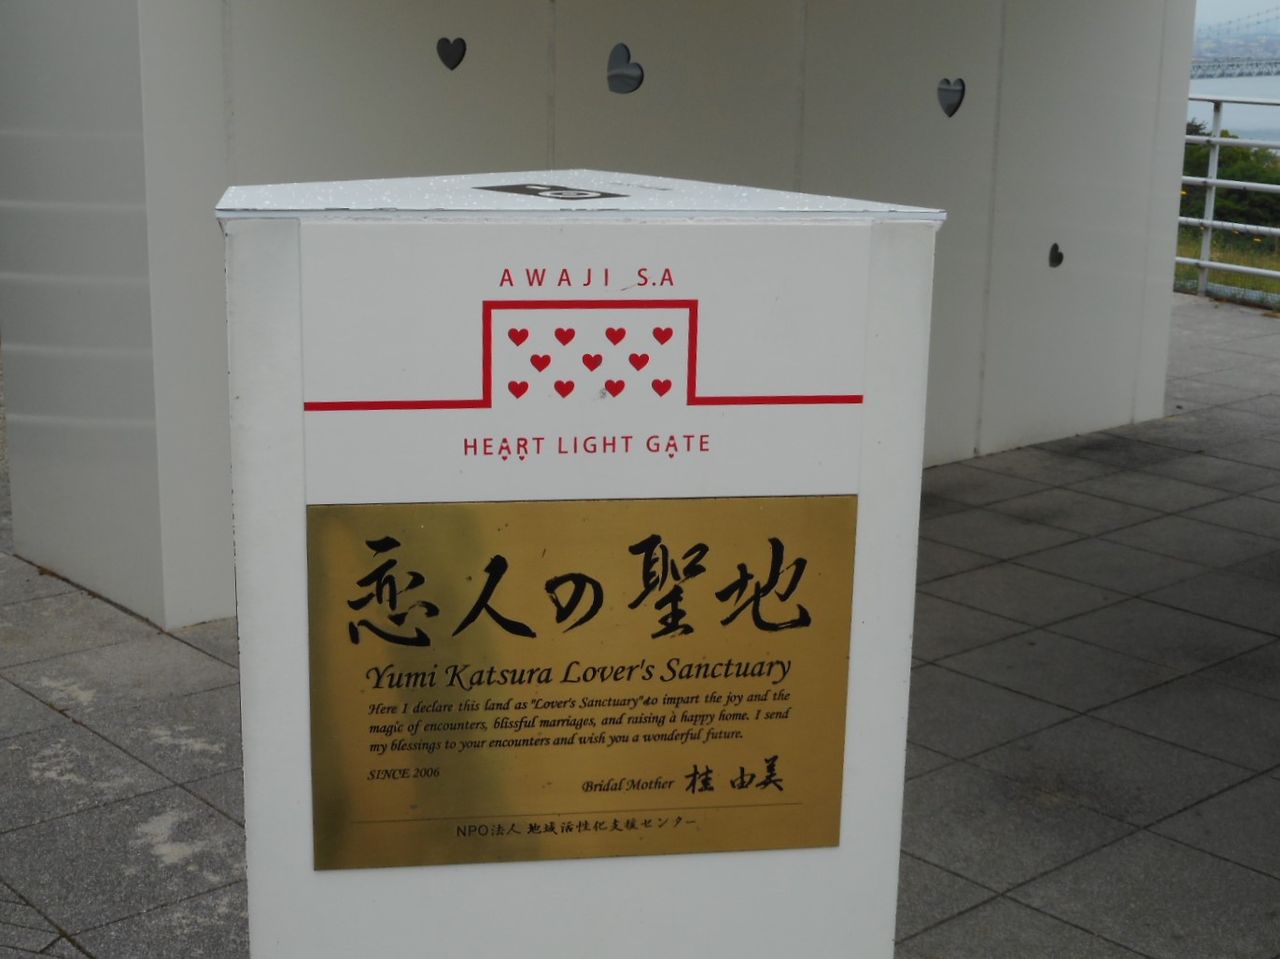 AWAJI S.A
HEART LIGHT GATE
恋人の聖地
Yumi Katsura Lover's Sanctuary
Here I declare this land as "Lover's Sanctuary" to impart the joy and the
magic of encounters, blissful marriages, and raising a happy home. I send
my blessings to your encounters and wish you a wonderful future.
SINCE 2006
Bridal Mother 桂 由美
NPO法人 地域活性化支援センター